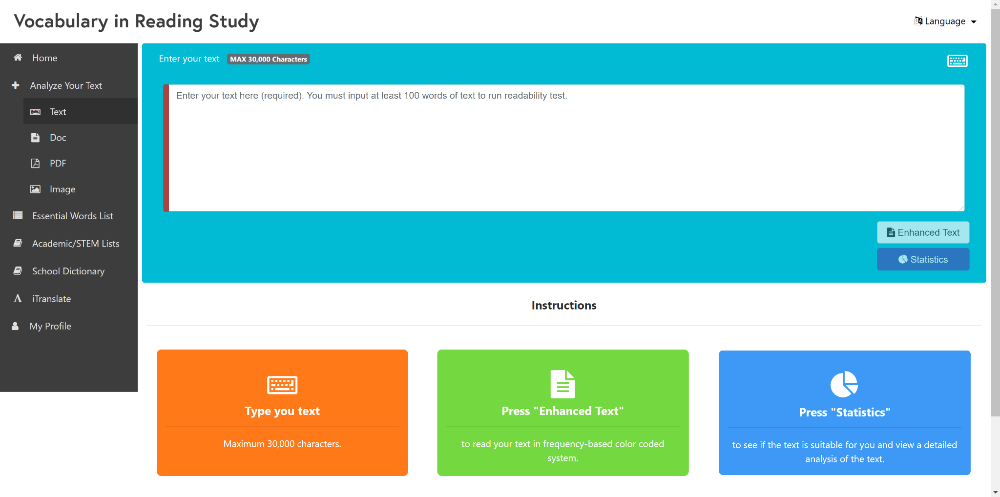 Vocabulary in Reading Study
Language
Home
Analyze Your Text
Text
Doc
PDF
Image
Essential Words List
Academic/STEM Lists
School Dictionary
iTranslate
My Profile
Enter your text MAX 30,000 Characters
Enter your text here (required). You must input at least 100 words of text to run readability test.
Enhanced Text
Statistics
Instructions
Type you text
Maximum 30,000 characters.
Press "Enhanced Text"
to read your text in frequency-based color coded
system.
Press "Statistics"
to see if the text is suitable for you and view a detailed
analysis of the text.